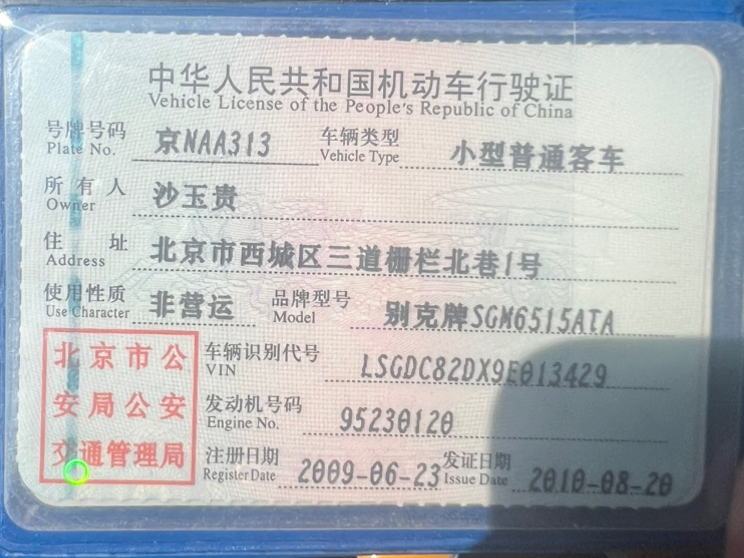 中华人民共和国机动车行驶证
Vehicle License of the People's Republic of China
号牌号码 京NAA313 车辆类型 小型普通客车
Plate No. Vehicle Type
所有人 沙玉贵
Owner
住址 北京市西城区三道栅栏北巷1号
Address
使用性质 非营运 品牌型号 别克牌SGM6515ATA
Use Character Model
北京市公
安局公安
交通管理局
车辆识别代号 LSGDC82DX9E013429
VIN
发动机号码 95230120
Engine No.
注册日期 2009-06-23 发证日期 2010-08-20
Register Date Issue Date